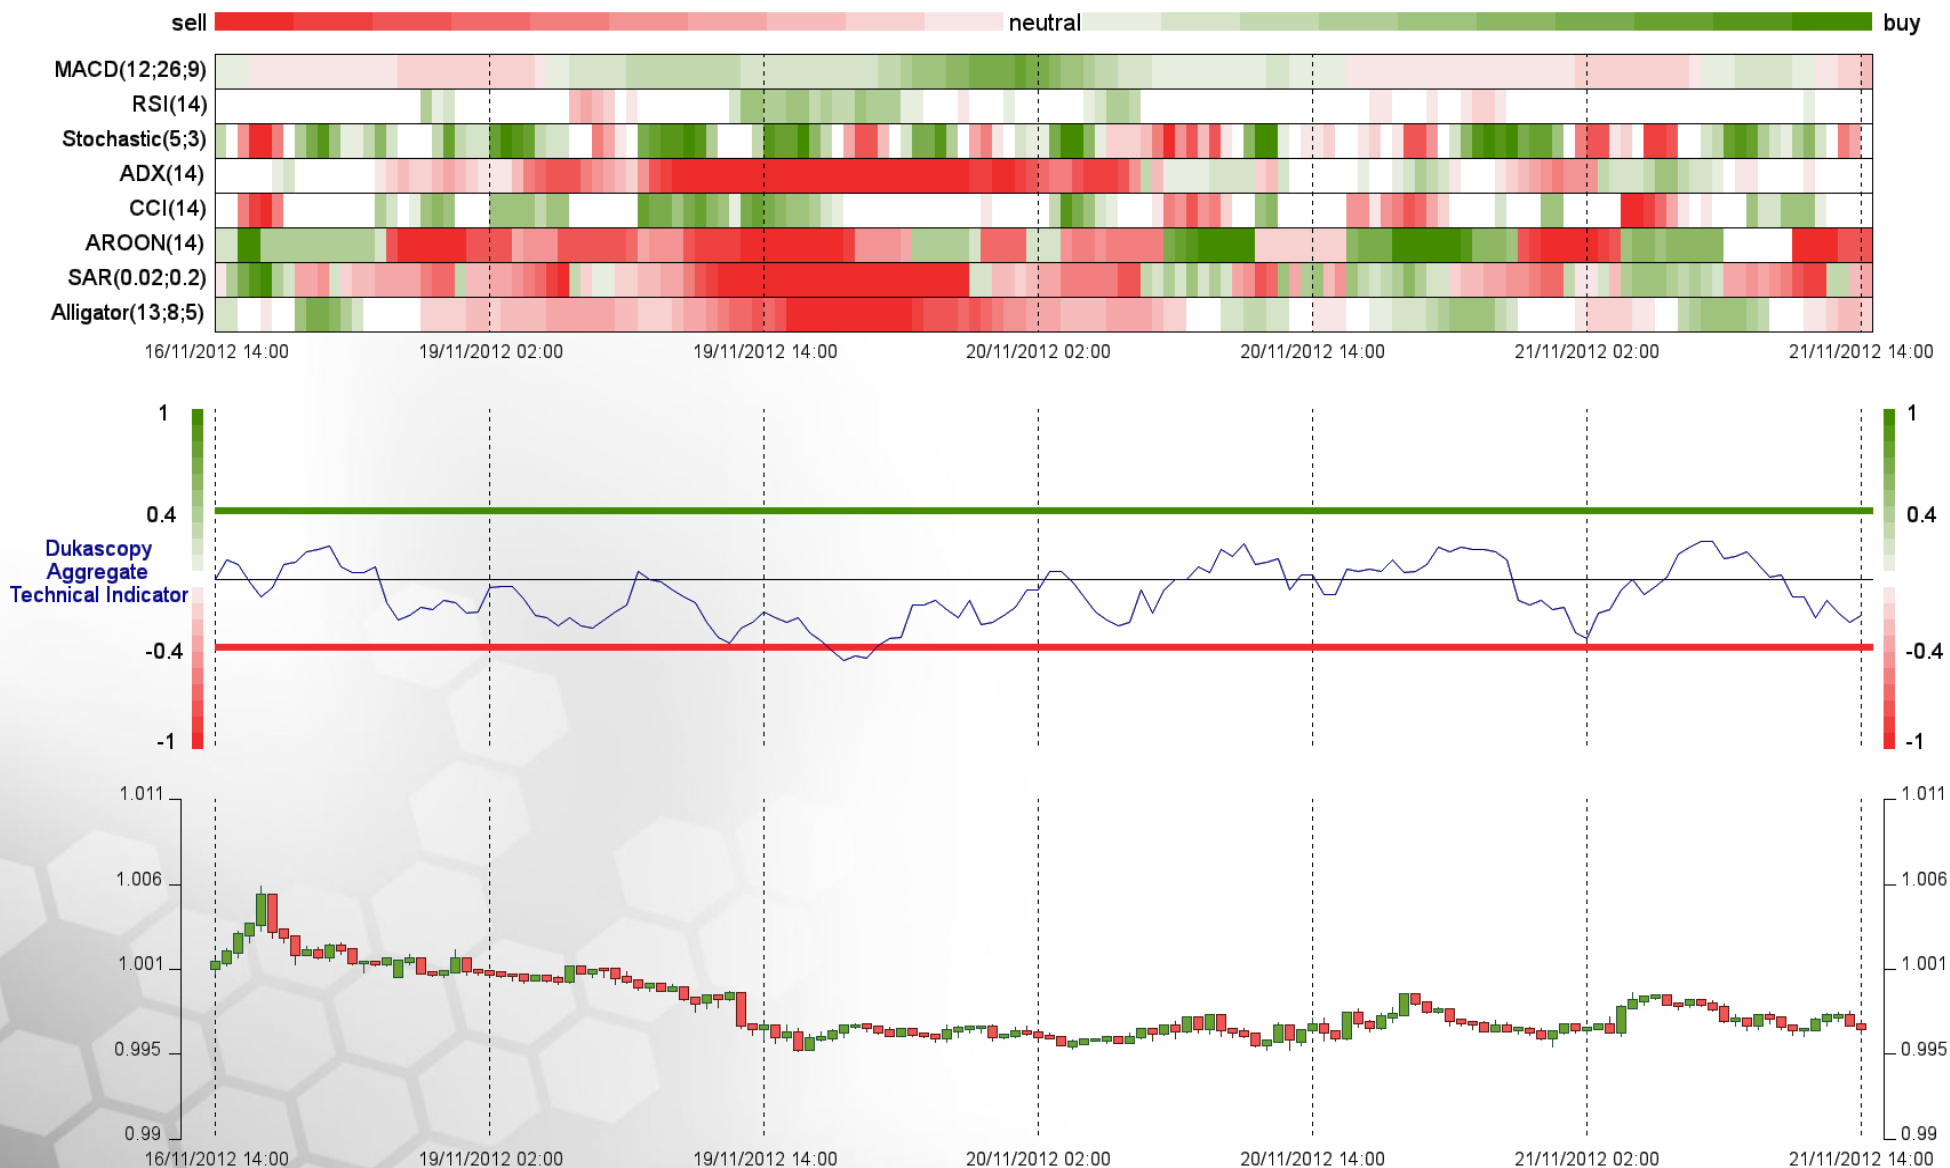 sell neutral buy
MACD(12;26;9)
RSI(14)
Stochastic(5;3)
ADX(14)
CCI(14)
AROON(14)
SAR(0.02;0.2)
Alligator(13;8;5)
16/11/2012 14:00 19/11/2012 02:00 19/11/2012 14:00 20/11/2012 02:00 20/11/2012 14:00 21/11/2012 02:00 21/11/2012 14:00
1 1
0.4 0.4
Dukascopy
Aggregate
Technical Indicator
-0.4 -0.4
-1 -1
1.011 1.011
1.006 1.006
1.001 1.001
0.995 0.995
0.99 0.99
16/11/2012 14:00 19/11/2012 02:00 19/11/2012 14:00 20/11/2012 02:00 20/11/2012 14:00 21/11/2012 02:00 21/11/2012 14:00